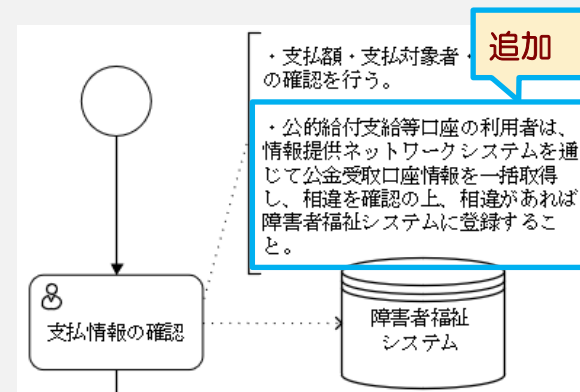 追加
・支払額・支払対象者・
の確認を行う。
・公的給付支給等口座の利用者は、
情報提供ネットワークシステムを通
じて公金受取口座情報を一括取得
し、相違を確認の上、相違があれば
障害者福祉システムに登録するこ
と。
支払情報の確認
障害者福祉
システム